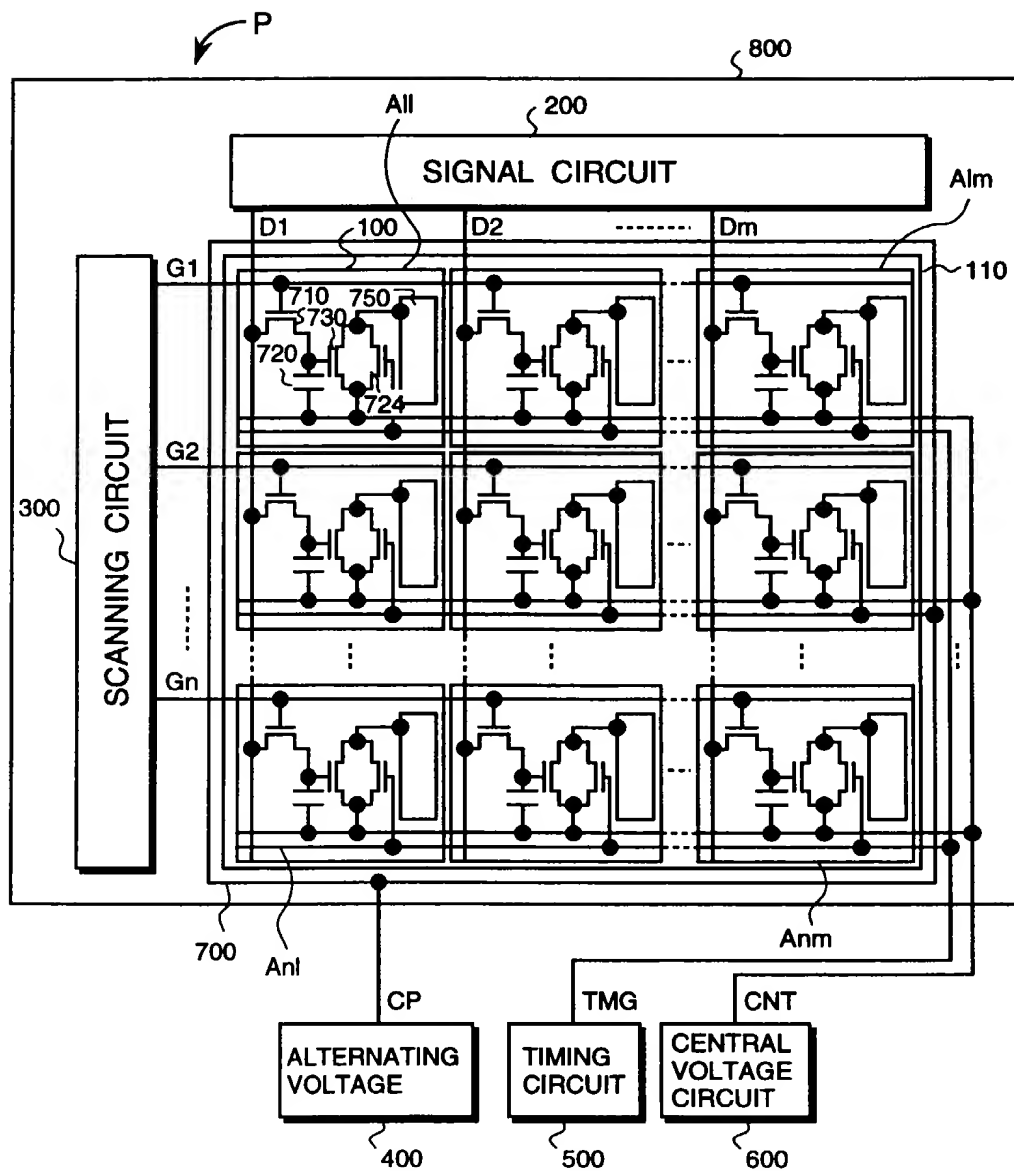 P
800
200
All
SIGNAL CIRCUIT
Alm
D1
100
D2
Dm
110
G1
710
730
750
720
724
G2
300
SCANNING CIRCUIT
Gn
700
Anl
Anm
CP
TMG
CNT
ALTERNATING
VOLTAGE
TIMING
CIRCUIT
CENTRAL
VOLTAGE
CIRCUIT
400
500
600